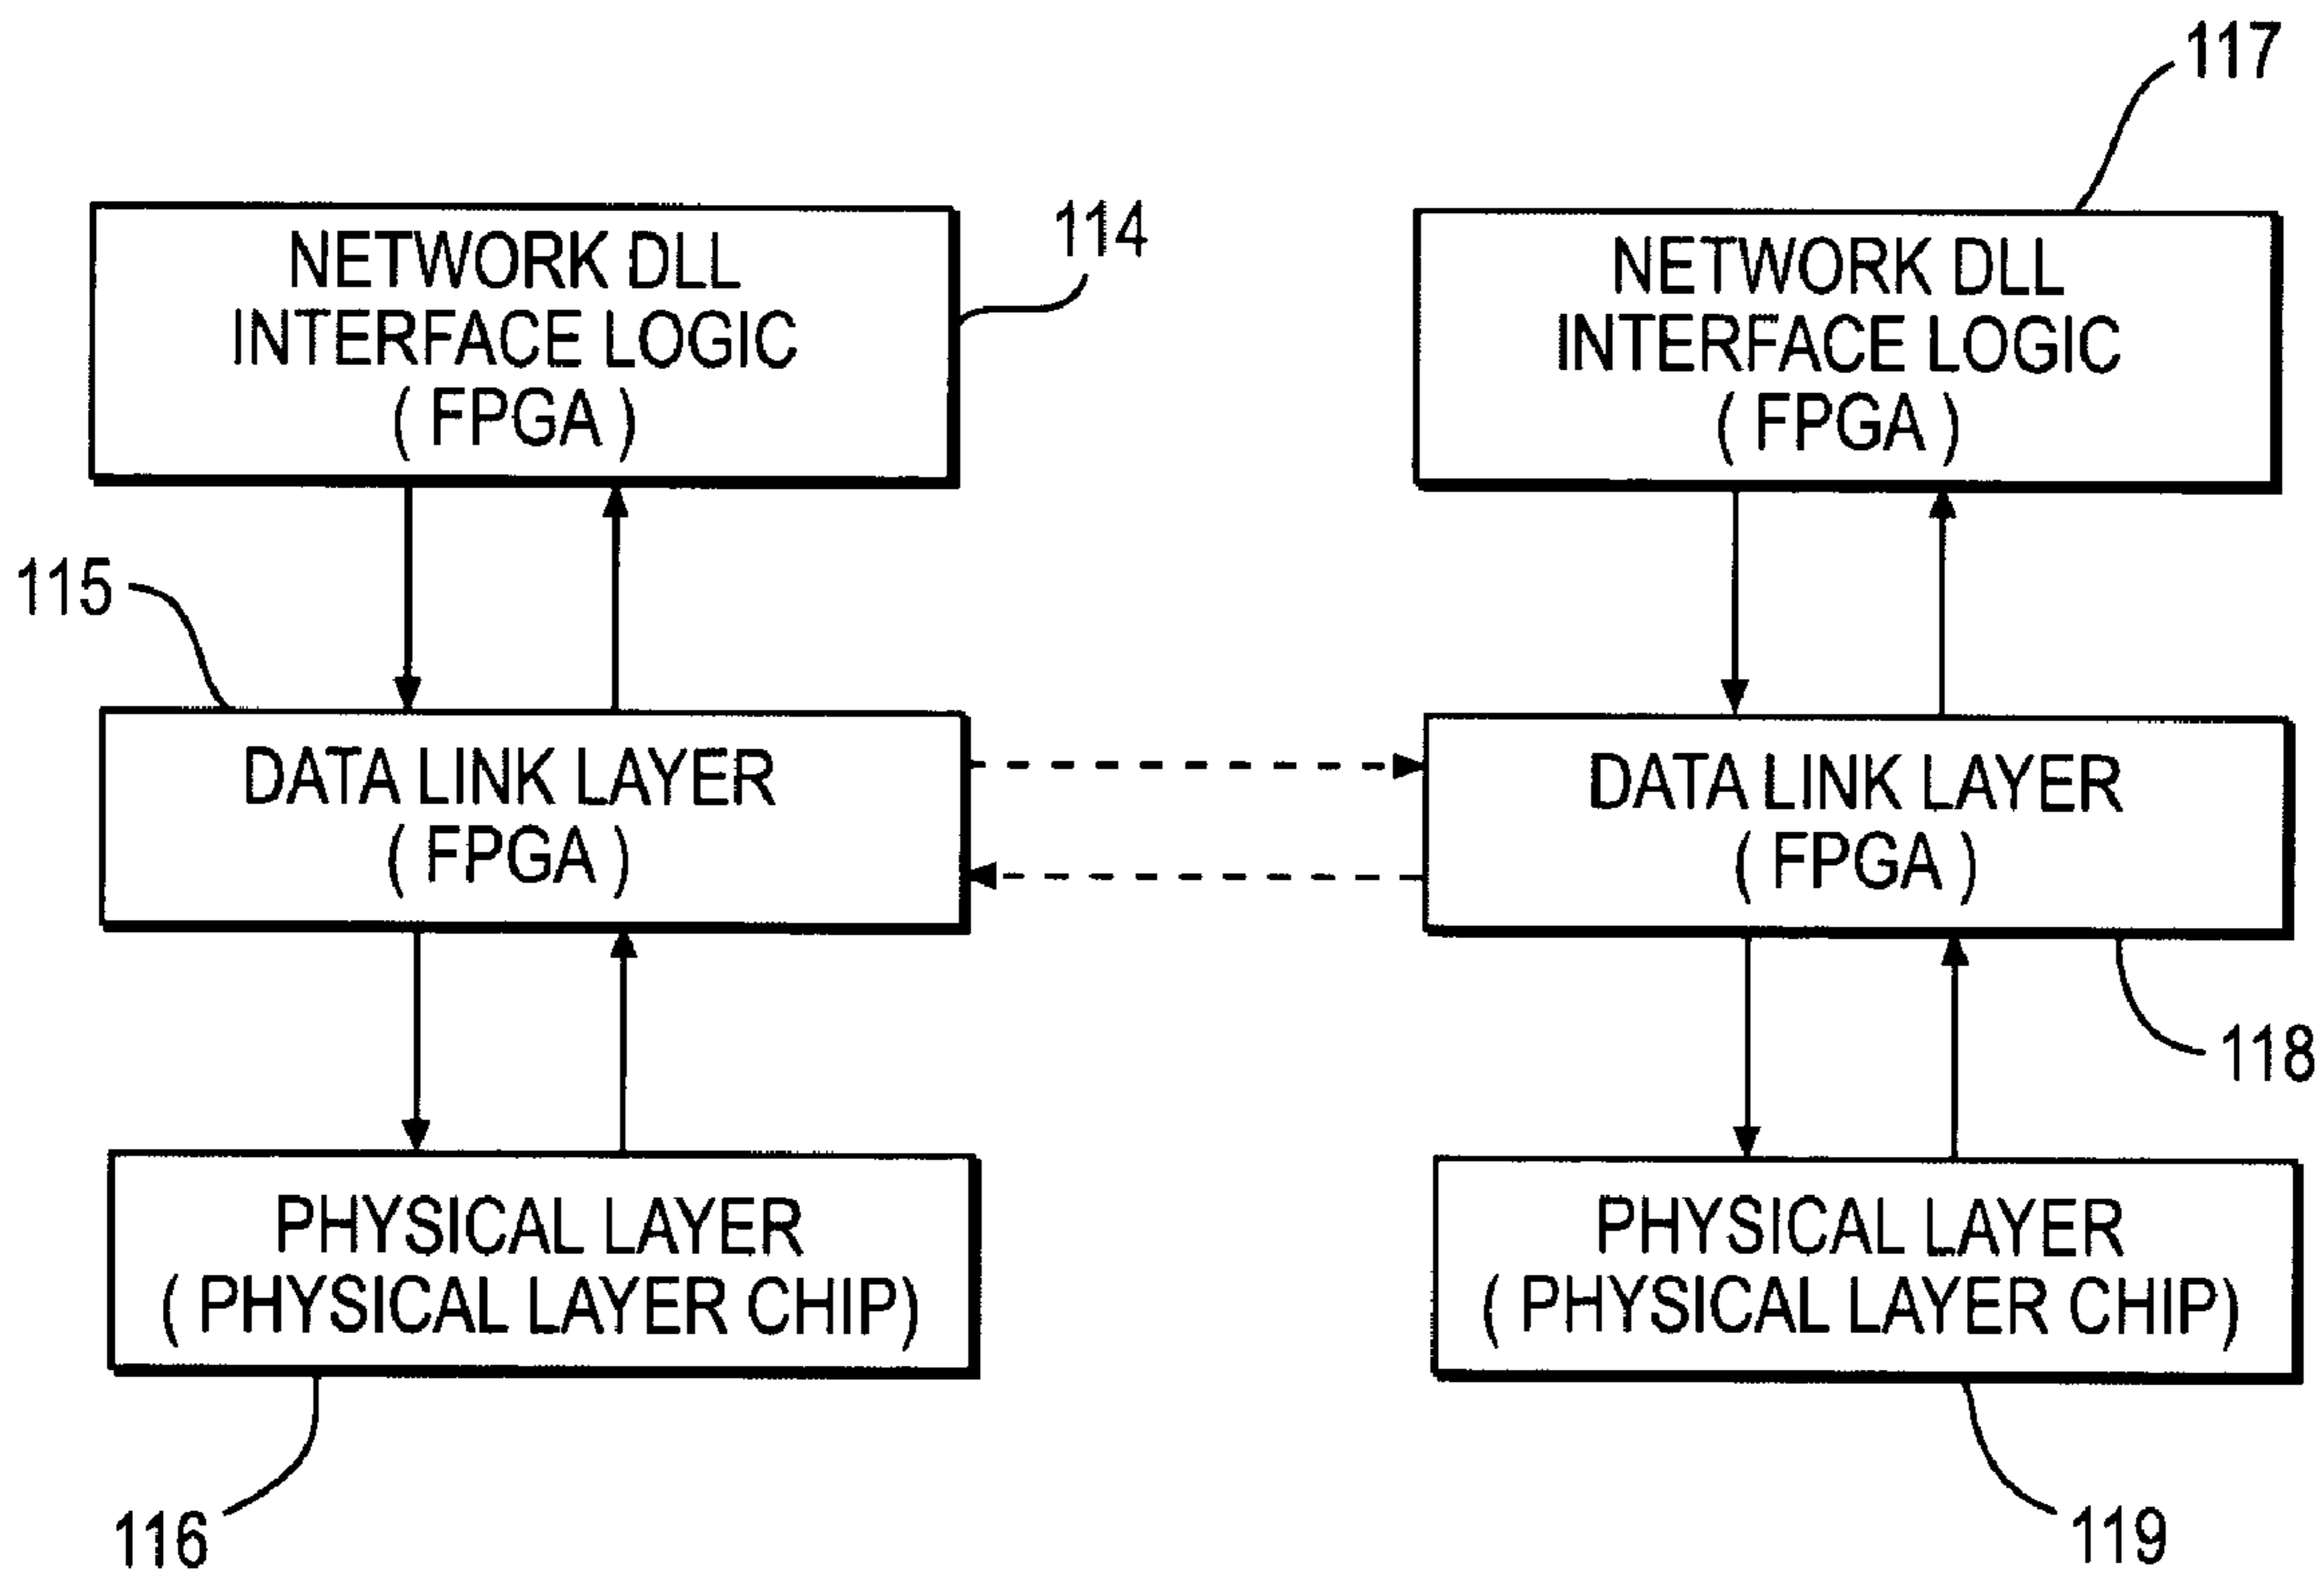 117
114
NETWORK DLL
INTERFACE LOGIC
( FPGA )
NETWORK DLL
INTERFACE LOGIC
( FPGA )
115
DATA LINK LAYER
( FPGA )
DATA LINK LAYER
( FPGA )
118
PHYSICAL LAYER
( PHYSICAL LAYER CHIP)
PHYSICAL LAYER
( PHYSICAL LAYER CHIP)
116
119